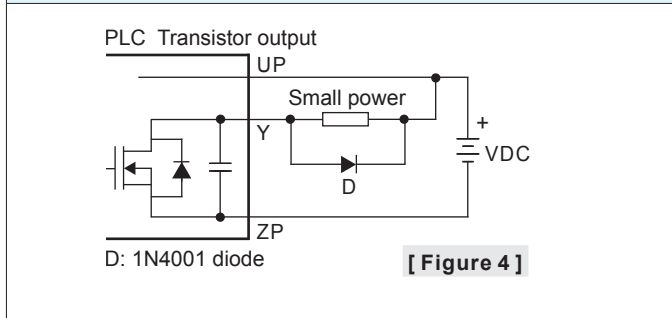 PLC Transistor output
UP
Small power
Y
+
VDC
D
ZP
D: 1N4001 diode
[ Figure 4 ]